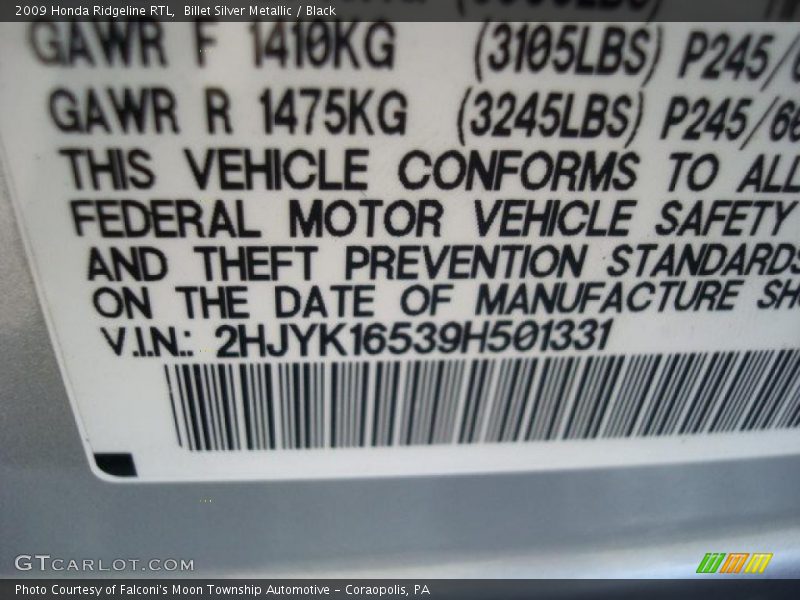 2009 Honda Ridgeline RTL, Billet Silver Metallic / Black
GAWR F 1410KG (3105LBS) P245/6
GAWR R 1475KG (3245LBS) P245/66
THIS VEHICLE CONFORMS TO ALL
FEDERAL MOTOR VEHICLE SAFETY
AND THEFT PREVENTION STANDARDS
ON THE DATE OF MANUFACTURE SH
V.I.N.: 2HJYK16539H501331
GTCARLOT.COM
Photo Courtesy of Falconi's Moon Township Automotive - Coraopolis, PA